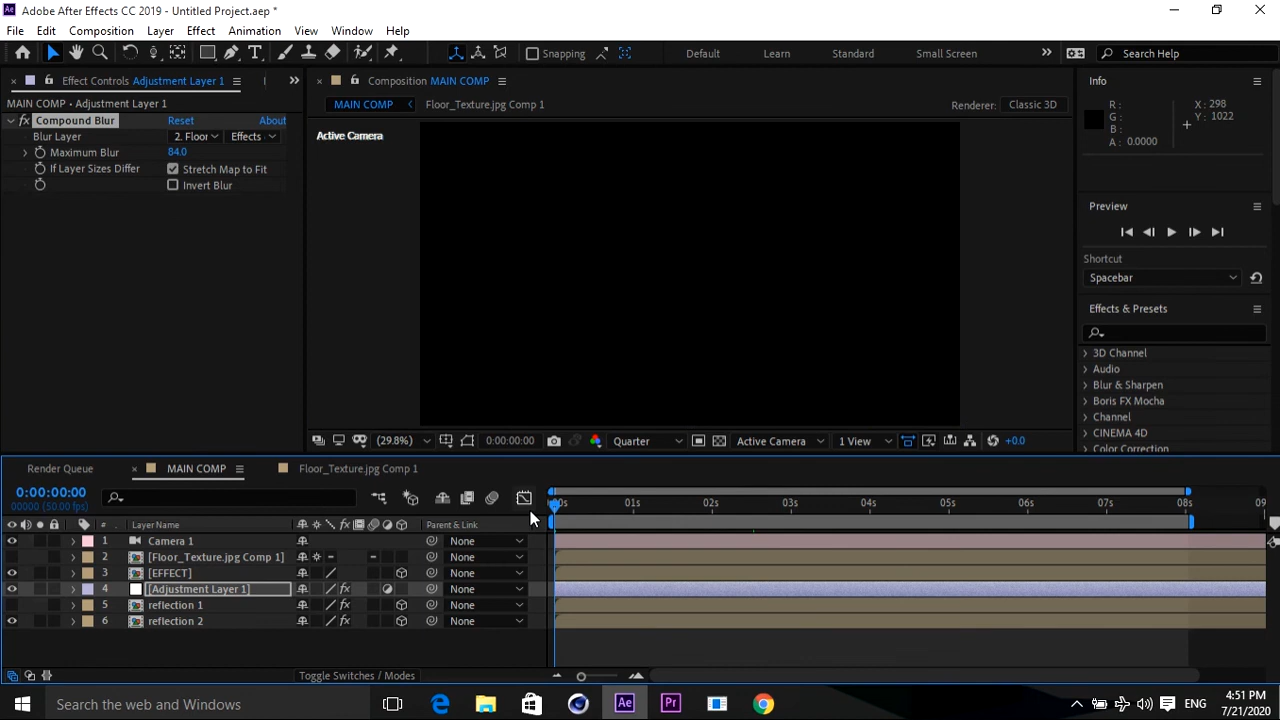 Adobe After Effects CC 2019 - Untitled Project.aep *
File Edit Composition Layer Effect Animation View Window Help
Snapping Default Learn Standard Small Screen Search Help
Effect Controls Adjustment Layer 1
Composition MAIN COMP
Info
MAIN COMP • Adjustment Layer 1
MAIN COMP Floor_Texture.jpg Comp 1
Renderer: Classic 3D
fx Compound Blur Reset About
Blur Layer 2. Floor Effects
Maximum Blur 84.0
If Layer Sizes Differ Stretch Map to Fit
Invert Blur
Active Camera
R :
G :
B :
A : 0.0000
X : 298
Y : 1022
Preview
Shortcut
Spacebar
Effects & Presets
3D Channel
Audio
Blur & Sharpen
Boris FX Mocha
Channel
CINEMA 4D
Color Correction
(29.8%) 0:00:00:00 Quarter Active Camera 1 View +0.0
Render Queue MAIN COMP Floor_Texture.jpg Comp 1
0:00:00:00
00000 (50.00 fps)
:00s 01s 02s 03s 04s 05s 06s 07s 08s 09
# Layer Name Parent & Link
1 Camera 1 None
2 [Floor_Texture.jpg Comp 1] None
3 [EFFECT] None
4 [Adjustment Layer 1] fx None
5 reflection 1 fx None
6 reflection 2 fx None
Toggle Switches / Modes
Search the web and Windows
Ae Pr
ENG
4:51 PM
7/21/2020